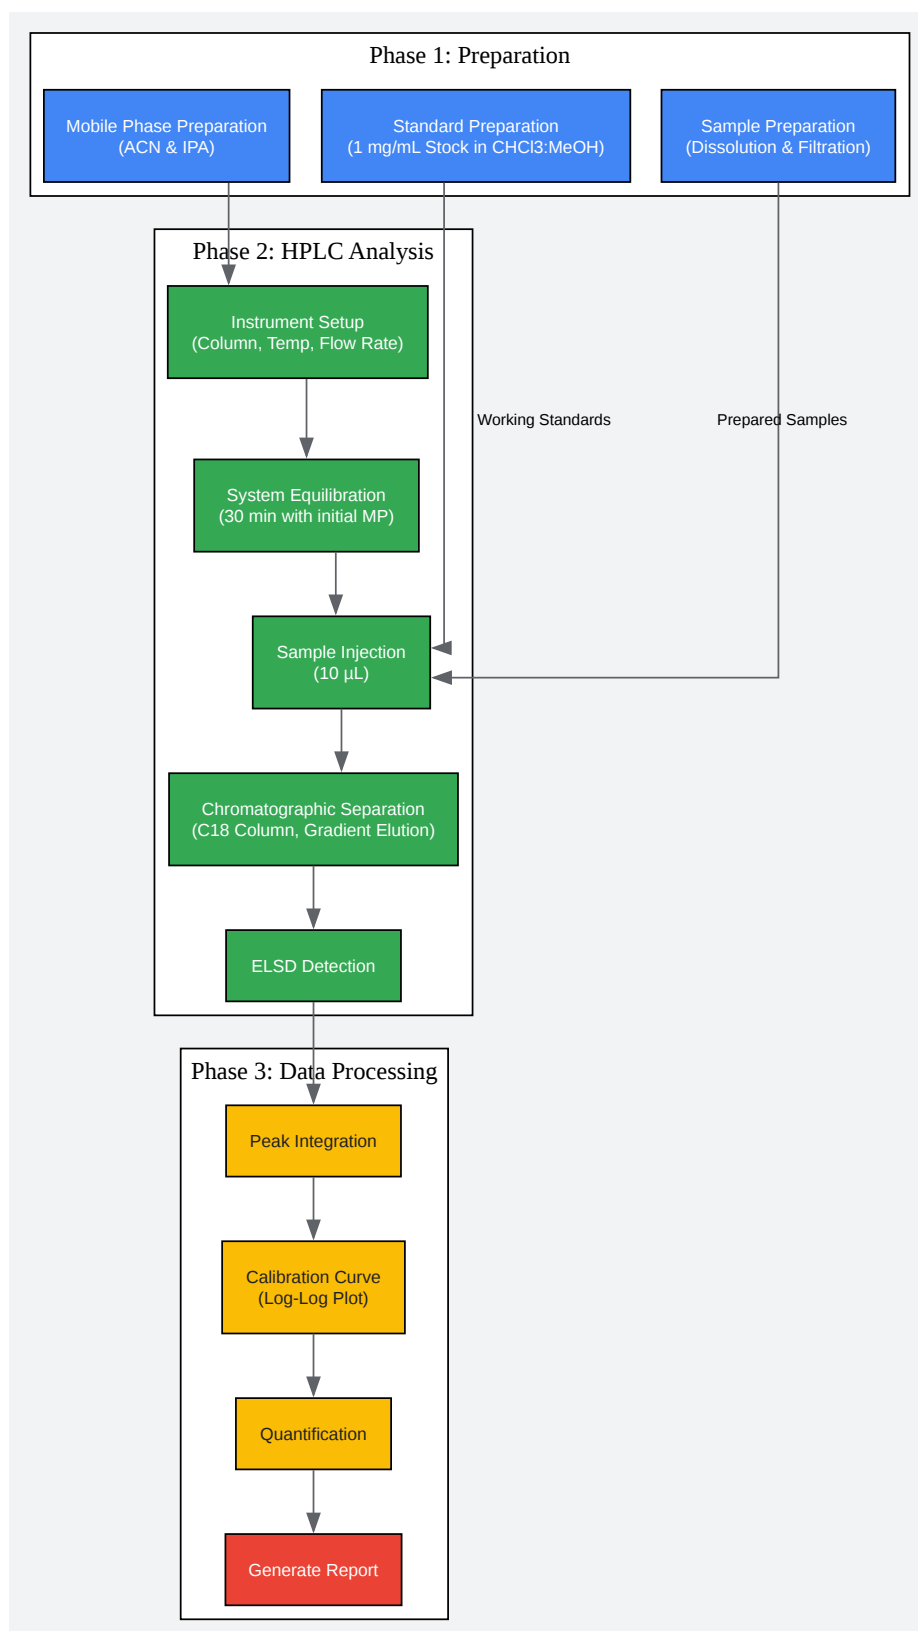 Phase 1: Preparation
Mobile Phase Preparation
(ACN & IPA)
Standard Preparation
(1 mg/mL Stock in CHCl3:MeOH)
Sample Preparation
(Dissolution & Filtration)
Phase 2: HPLC Analysis
Instrument Setup
(Column, Temp, Flow Rate)
Working Standards
Prepared Samples
System Equilibration
(30 min with initial MP)
Sample Injection
(10 µL)
Chromatographic Separation
(C18 Column, Gradient Elution)
ELSD Detection
Phase 3: Data Processing
Peak Integration
Calibration Curve
(Log-Log Plot)
Quantification
Generate Report